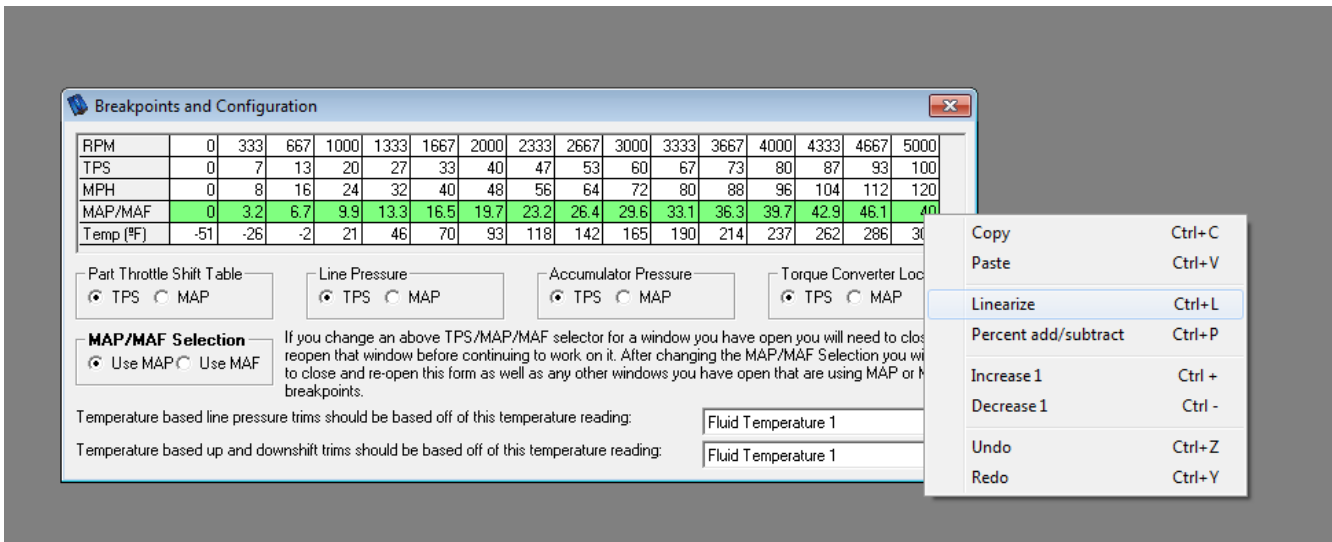 Breakpoints and Configuration
RPM 0 333 667 1000 1333 1667 2000 2333 2667 3000 3333 3667 4000 4333 4667 5000
TPS 0 7 13 20 27 33 40 47 53 60 67 73 80 87 93 100
MPH 0 8 16 24 32 40 48 56 64 72 80 88 96 104 112 120
MAP/MAF 0 3.2 6.7 9.9 13.3 16.5 19.7 23.2 26.4 29.6 33.1 36.3 39.7 42.9 46.1 40
Temp (ºF) -51 -26 -2 21 46 70 93 118 142 165 190 214 237 262 286
Part Throttle Shift Table Line Pressure Accumulator Pressure Torque Converter Loc
TPS MAP TPS MAP TPS MAP TPS MAP
MAP/MAF Selection
Use MAP Use MAF
If you change an above TPS/MAP/MAF selector for a window you have open you will need to clos
reopen that window before continuing to work on it. After changing the MAP/MAF Selection you wi
to close and re-open this form as well as any other windows you have open that are using MAP or
breakpoints.
Temperature based line pressure trims should be based off of this temperature reading: Fluid Temperature 1
Temperature based up and downshift trims should be based off of this temperature reading: Fluid Temperature 1
Copy Ctrl+C
Paste Ctrl+V
Linearize Ctrl+L
Percent add/subtract Ctrl+P
Increase 1 Ctrl +
Decrease 1 Ctrl -
Undo Ctrl+Z
Redo Ctrl+Y